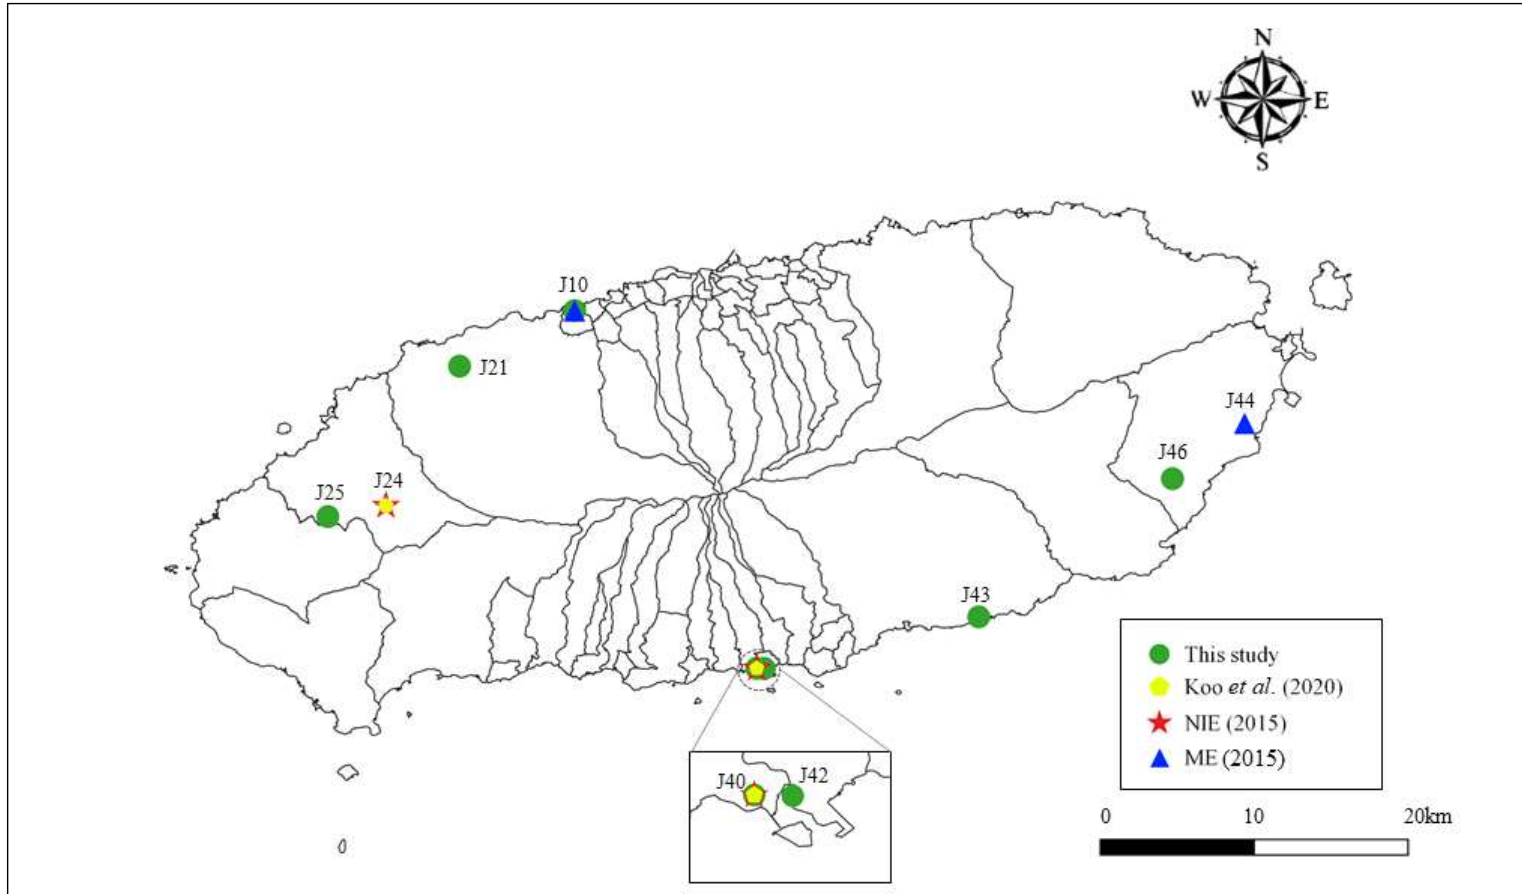 N
W E
S
J10
J21
J44
J46
J24
J25
J43
This study
Koo et al. (2020)
NIE (2015)
ME (2015)
J40 J42
0 10 20km